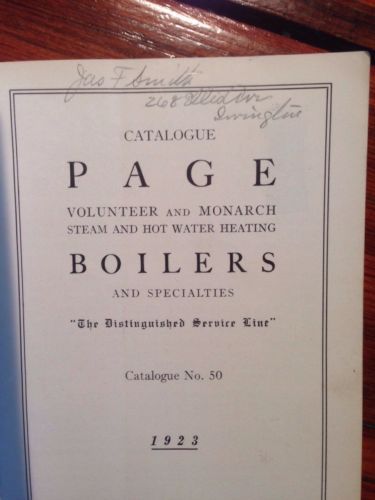 Jas F Smith
268
Irvington
CATALOGUE
PAGE
VOLUNTEER AND MONARCH
STEAM AND HOT WATER HEATING
BOILERS
AND SPECIALTIES
"The Distinguished Service Line"
Catalogue No. 50
1923